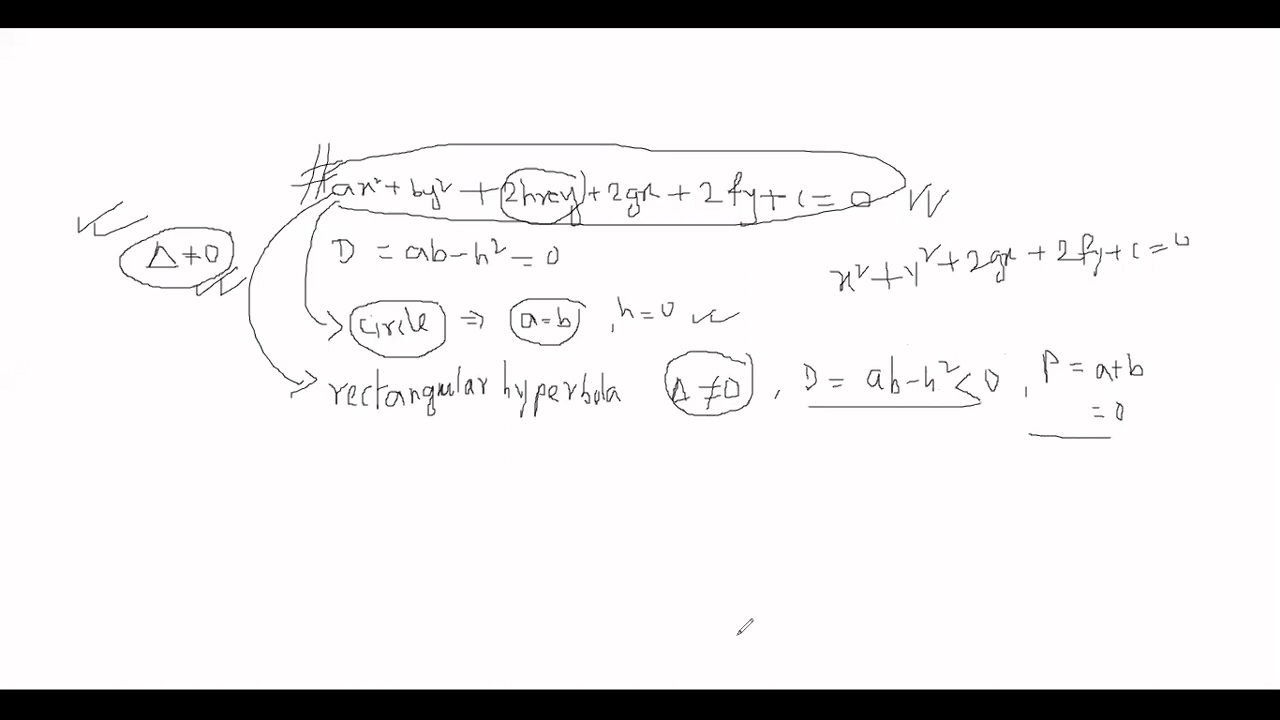 # ax² + by² + 2hxy + 2gx + 2fy + c = 0
Δ ≠ 0
D = ab - h² = 0
x² + y² + 2gx + 2fy + c = 0
circle ⇒ a=b , h=0
rectangular hyperbola Δ ≠ 0 , D = ab - h² < 0 , P = a+b
= 0